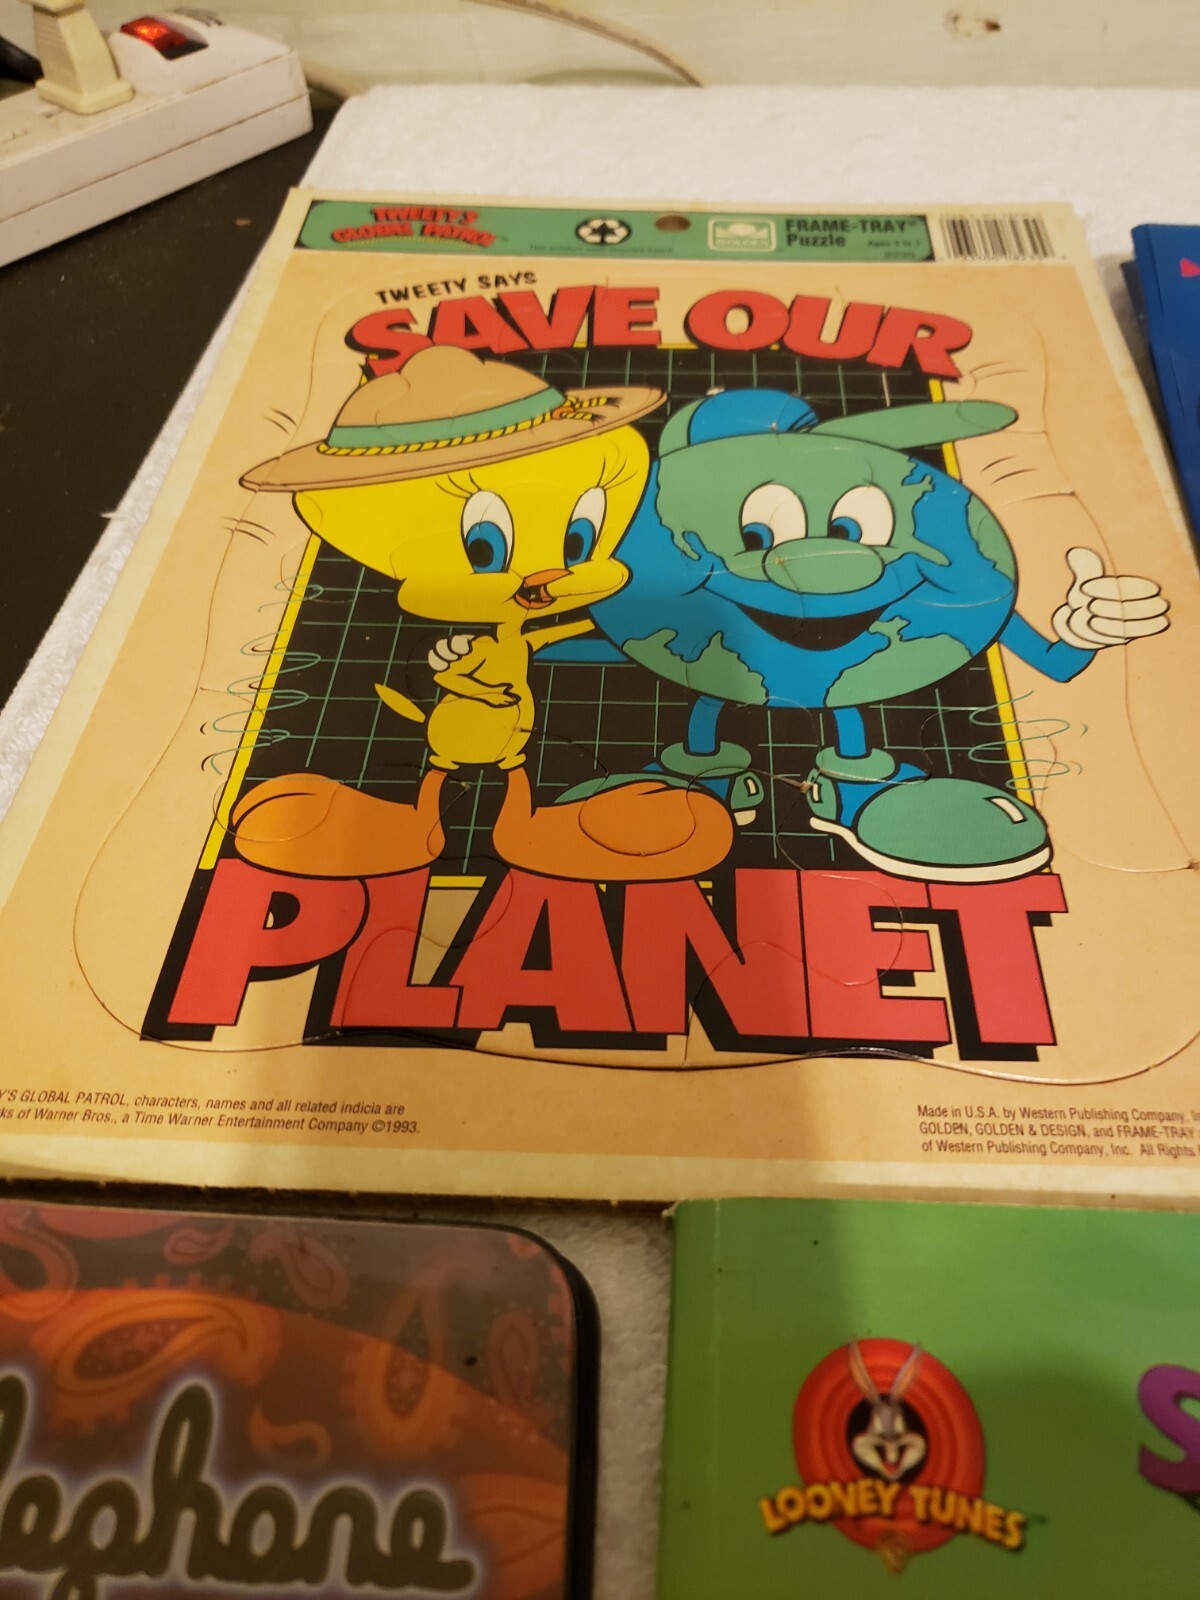 TWEETY'S
GLOBAL PATROL
GOLDEN
FRAME-TRAY®
Puzzle
TWEETY SAYS
SAVE OUR
PLANET
Y'S GLOBAL PATROL, characters, names and all related indicia are
ks of Warner Bros., a Time Warner Entertainment Company ©1993.
Made in U.S.A. by Western Publishing Company,
GOLDEN, GOLDEN & DESIGN, and FRAME-TRAY
of Western Publishing Company, Inc. All Rights
lephone
LOONEY TUNES
S